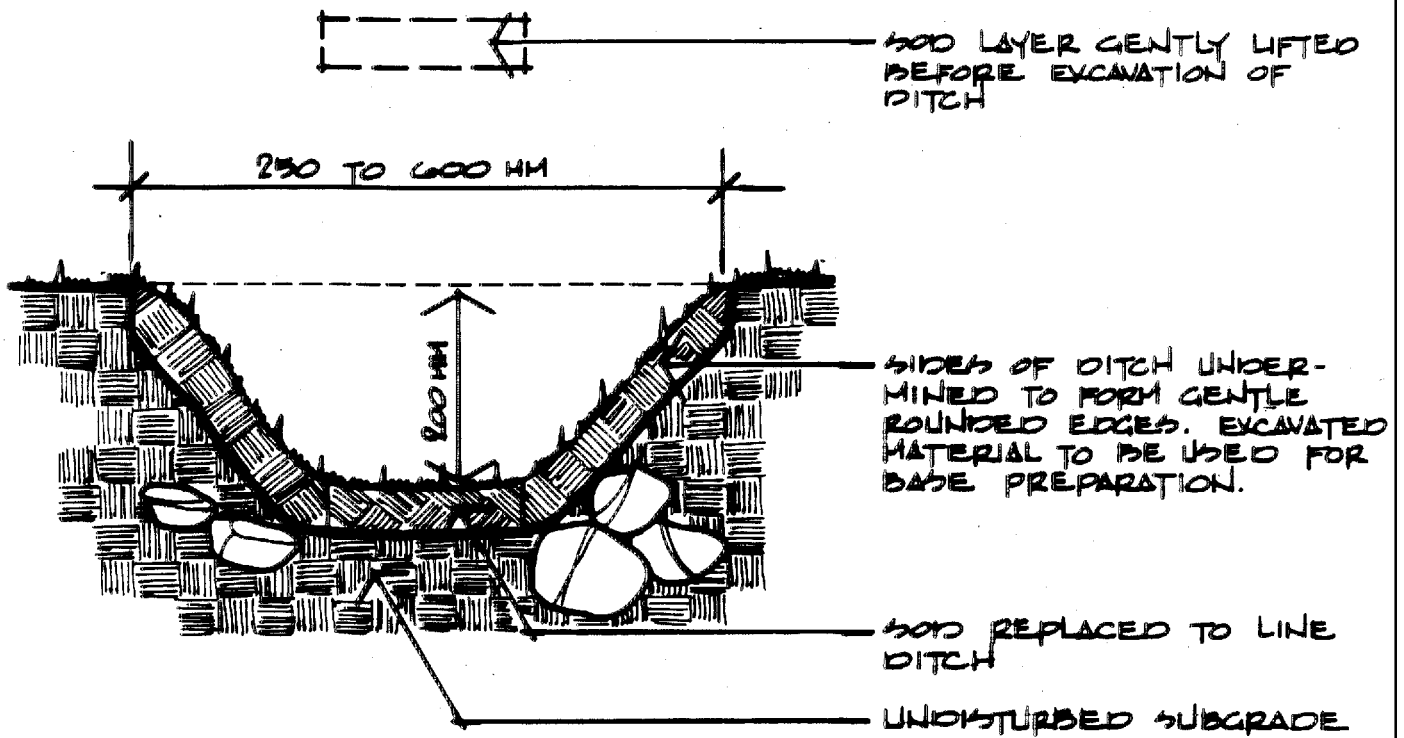 SOD LAYER GENTLY LIFTED
BEFORE EXCAVATION OF
DITCH
250 TO 600 MM
200 MM
SIDES OF DITCH UNDER-
MINED TO FORM GENTLE
ROUNDED EDGES. EXCAVATED
MATERIAL TO BE USED FOR
BASE PREPARATION.
SOD REPLACED TO LINE
DITCH
UNDISTURBED SUBGRADE